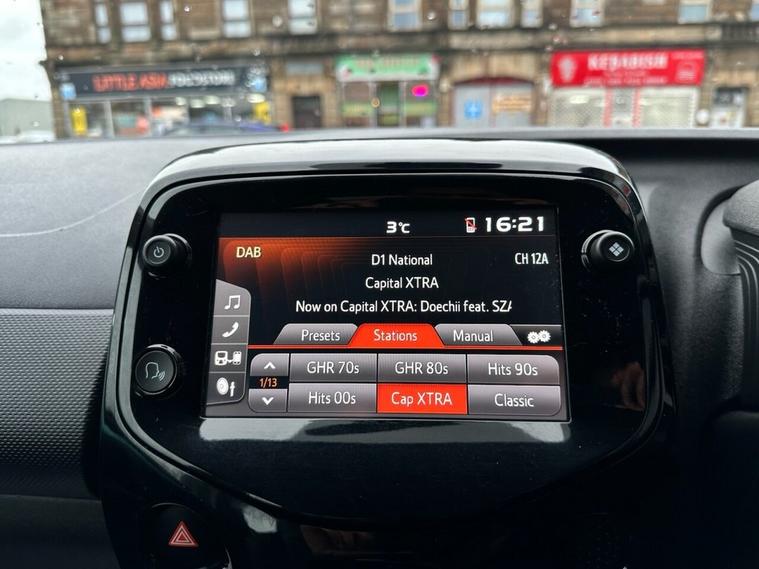 LITTLE ASIA
KEBABISH
3°C
16:21
DAB
D1 National
CH 12A
Capital XTRA
Now on Capital XTRA: Doechii feat. SZA
Presets
Stations
Manual
GHR 70s
GHR 80s
Hits 90s
1/13
Hits 00s
Cap XTRA
Classic